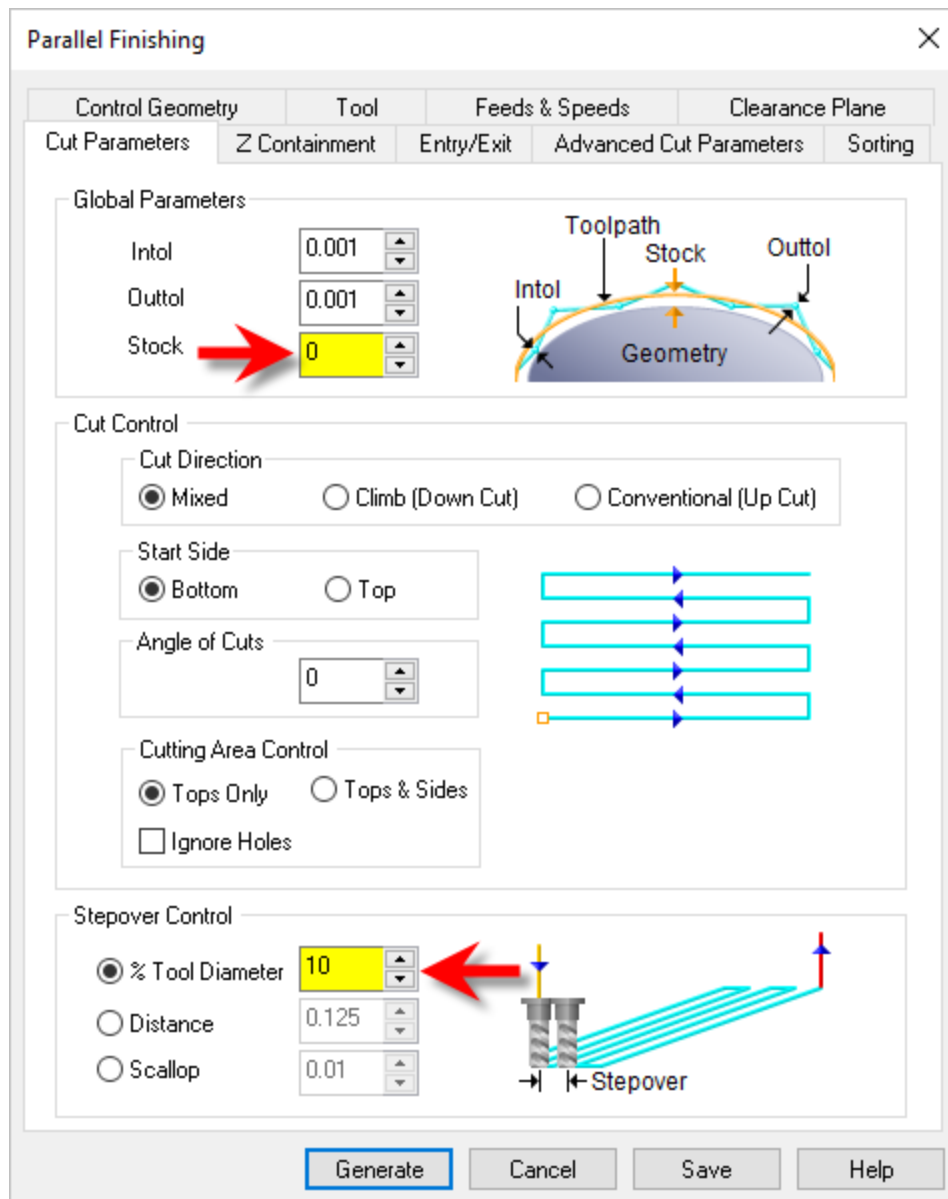 Parallel Finishing
Control Geometry Tool Feeds & Speeds Clearance Plane
Cut Parameters Z Containment Entry/Exit Advanced Cut Parameters Sorting
Global Parameters
Intol 0.001
Outtol 0.001
Stock 0
Toolpath
Stock
Outtol
Intol
Geometry
Cut Control
Cut Direction
Mixed Climb (Down Cut) Conventional (Up Cut)
Start Side
Bottom Top
Angle of Cuts
0
Cutting Area Control
Tops Only Tops & Sides
Ignore Holes
Stepover Control
% Tool Diameter 10
Distance 0.125
Scallop 0.01
Stepover
Generate Cancel Save Help